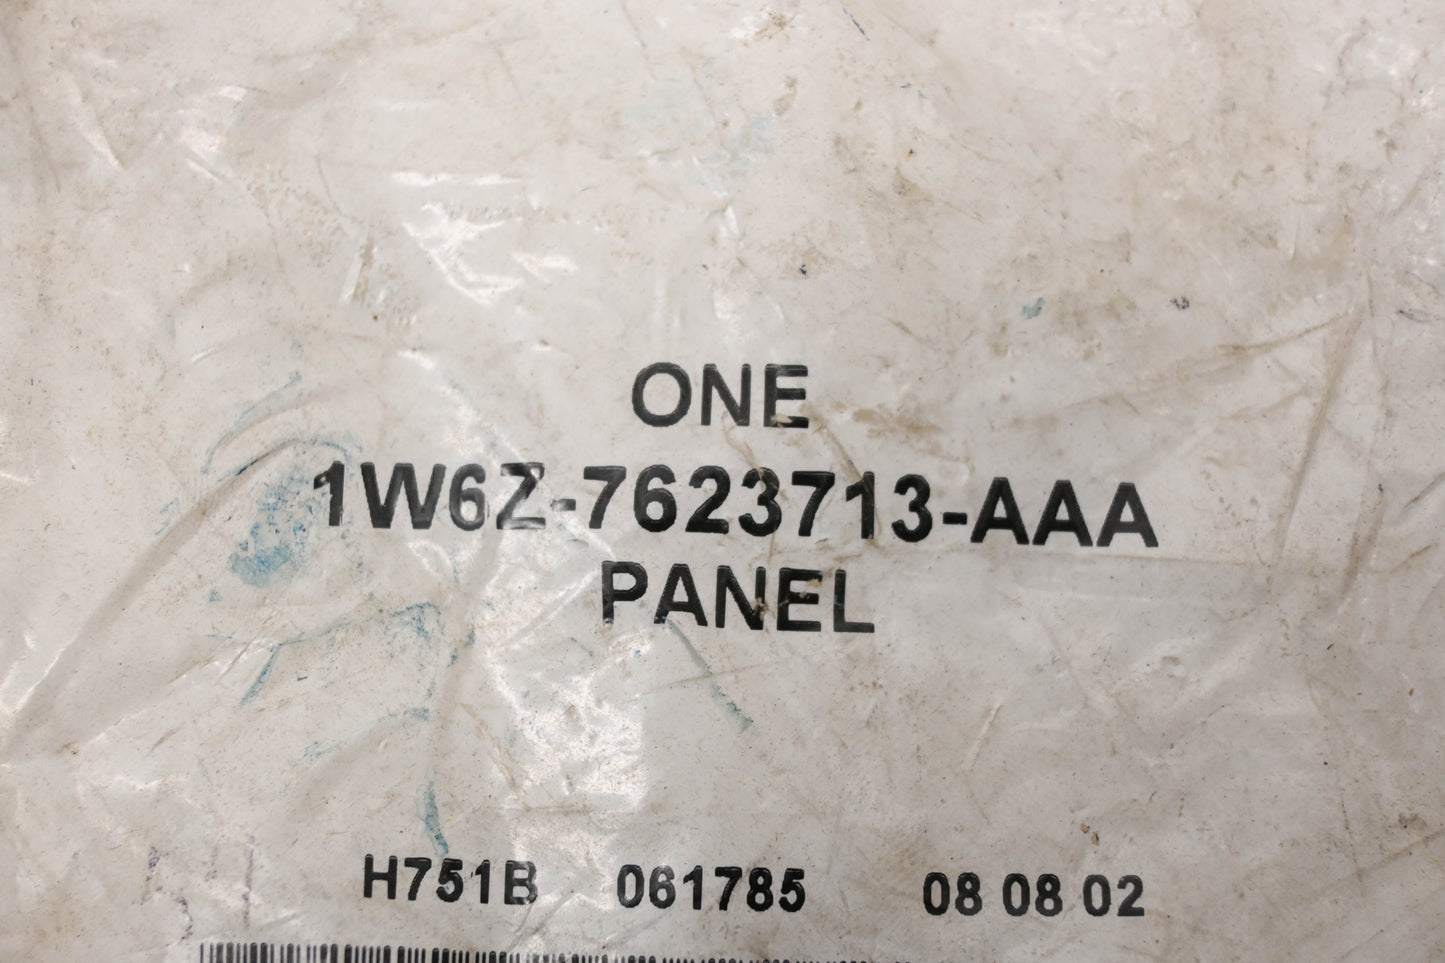 ONE
1W6Z-7623713-AAA
PANEL
H751B 061785 08 08 02